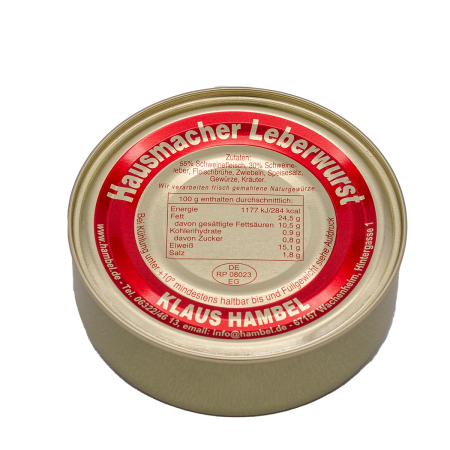 Hausmacher Leberwurst
Zutaten:
55% Schweinefleisch, 30% Schweine-
leber, Fleischbrühe, Zwiebeln, Speisesalz,
Gewürze, Kräuter.
Wir verarbeiten frisch gemahlene Naturgewürze.
100 g enthalten durchschnittlich:
Energie 1177 kJ/284 kcal
Fett 24,5 g
davon gesättigte Fettsäuren 10,5 g
Kohlenhydrate 0,9 g
davon Zucker 0,8 g
Eiweiß 15,1 g
Salz 1,8 g
DE
RP 08023
EG
Bei Kühlung unter +10° mindestens haltbar bis und Füllgewicht siehe Aufdruck
KLAUS HAMBEL
www.hambel.de - Tel. 06322/46 13, email: Info@hambel.de - 67157 Wachenheim, Hintergasse 1